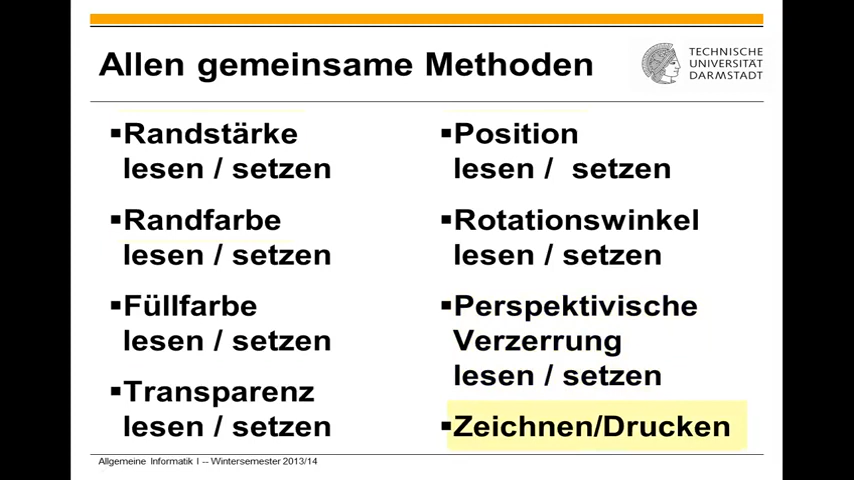 Allen gemeinsame Methoden
TECHNISCHE
UNIVERSITÄT
DARMSTADT
▪Randstärke
lesen / setzen
▪Randfarbe
lesen / setzen
▪Füllfarbe
lesen / setzen
▪Transparenz
lesen / setzen
▪Position
lesen / setzen
▪Rotationswinkel
lesen / setzen
▪Perspektivische
Verzerrung
lesen / setzen
▪Zeichnen/Drucken
Allgemeine Informatik I -- Wintersemester 2013/14